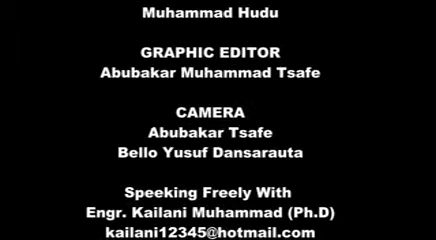 Muhammad Hudu
GRAPHIC EDITOR
Abubakar Muhammad Tsafe
CAMERA
Abubakar Tsafe
Bello Yusuf Dansarauta
Speeking Freely With
Engr. Kailani Muhammad (Ph.D)
kailani12345@hotmail.com